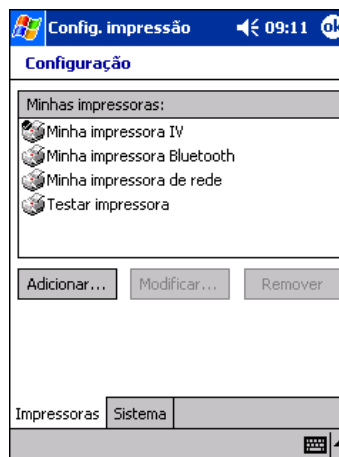 Config. impressão 09:11 ok
Configuração
Minhas impressoras:
Minha impressora IV
Minha impressora Bluetooth
Minha impressora de rede
Testar impressora
Adicionar... Modificar... Remover
Impressoras Sistema